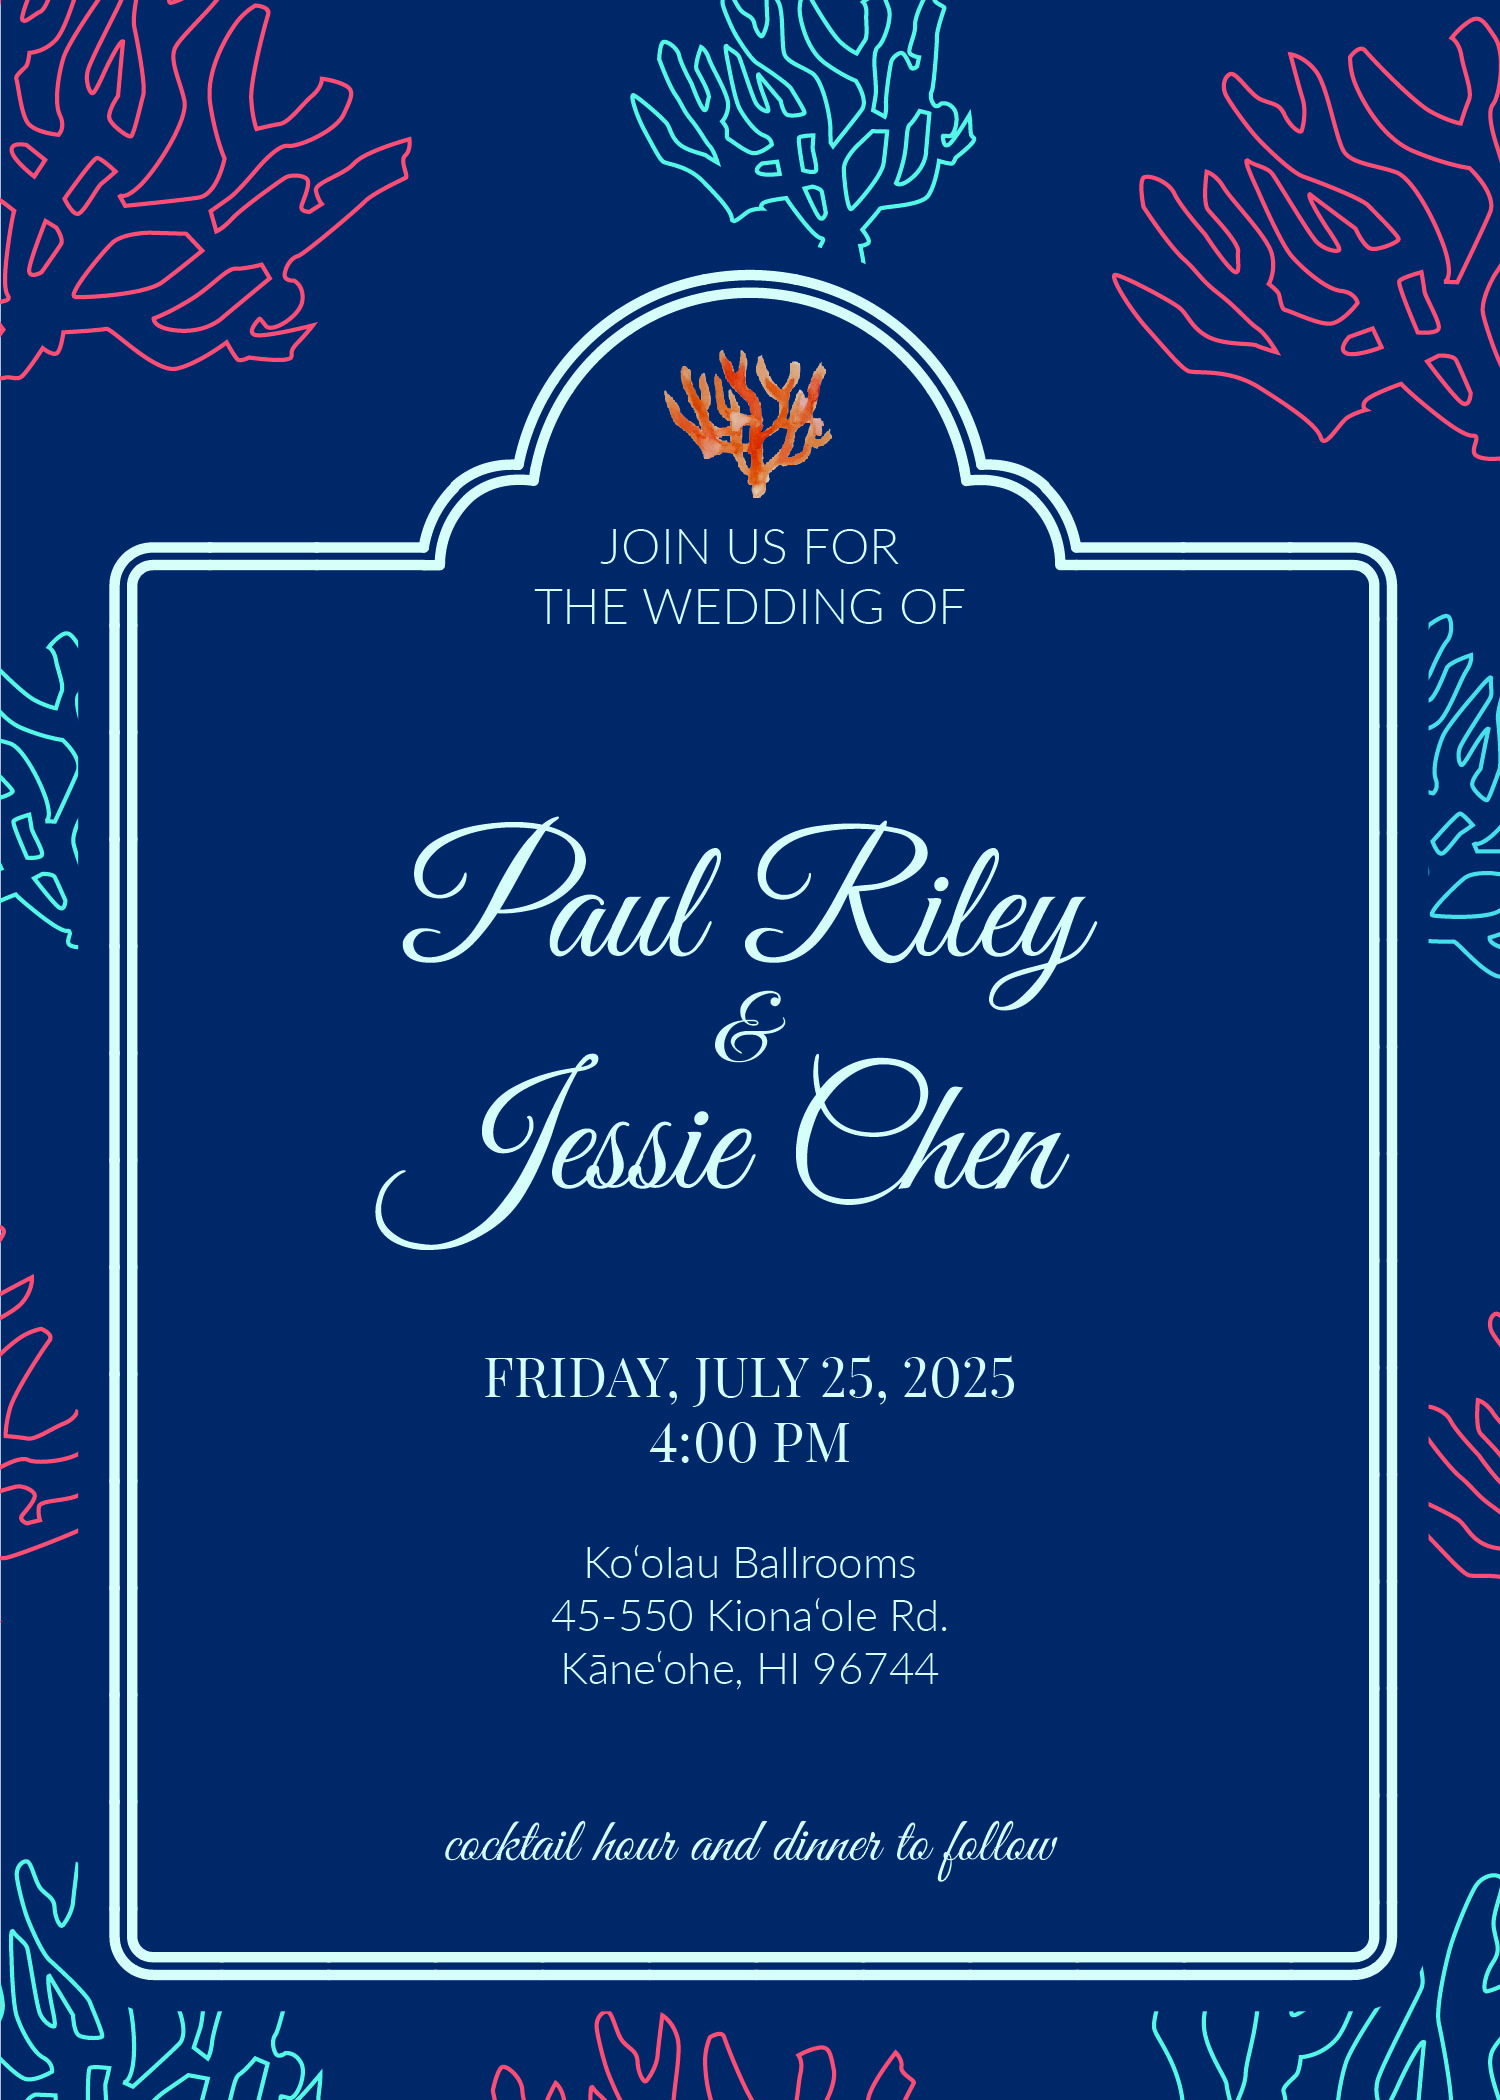 JOIN US FOR
THE WEDDING OF
Paul Riley
&
Jessie Chen
FRIDAY, JULY 25, 2025
4:00 PM
Koʻolau Ballrooms
45-550 Kionaʻole Rd.
Kāneʻohe, HI 96744
cocktail hour and dinner to follow